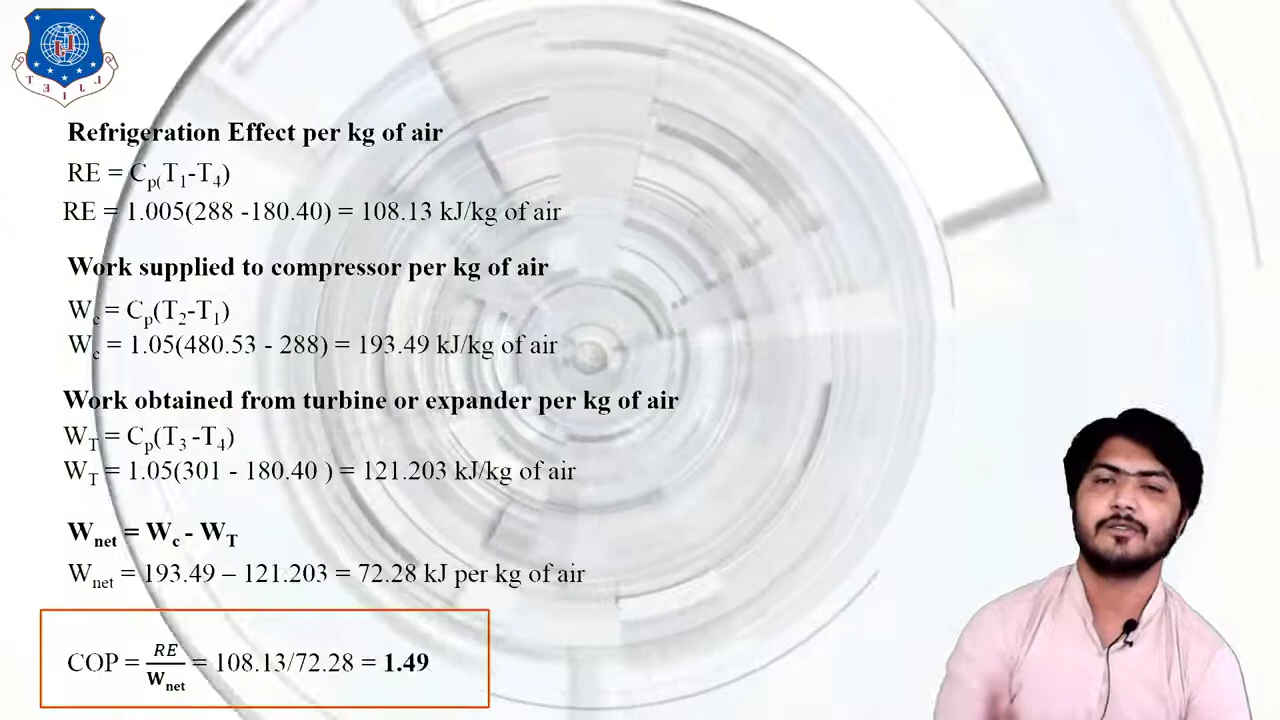 Refrigeration Effect per kg of air
RE = Cp(T1-T4)
RE = 1.005(288 -180.40) = 108.13 kJ/kg of air
Work supplied to compressor per kg of air
Wc = Cp(T2-T1)
Wc = 1.05(480.53 - 288) = 193.49 kJ/kg of air
Work obtained from turbine or expander per kg of air
WT = Cp(T3 -T4)
WT = 1.05(301 - 180.40 ) = 121.203 kJ/kg of air
Wnet = Wc - WT
Wnet = 193.49 – 121.203 = 72.28 kJ per kg of air
COP = RE/Wnet = 108.13/72.28 = 1.49